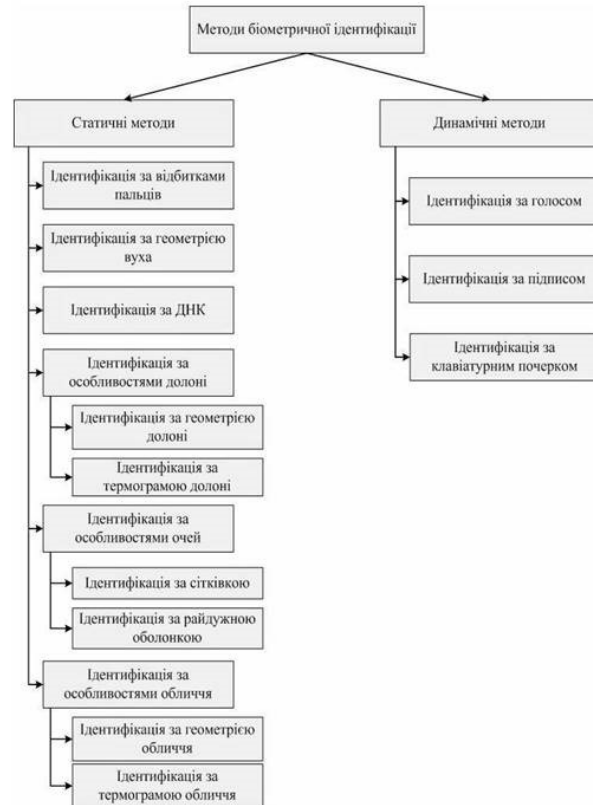 Методи біометричної ідентифікації
Статичні методи
Ідентифікація за відбитками
пальців
Ідентифікація за геометрією
вуха
Ідентифікація за ДНК
Ідентифікація за
особливостями долоні
Ідентифікація за геометрією
долоні
Ідентифікація за
термограмою долоні
Ідентифікація за
особливостями очей
Ідентифікація за сітківкою
Ідентифікація за райдужною
оболонкою
Ідентифікація за
особливостями обличчя
Ідентифікація за геометрією
обличчя
Ідентифікація за
термограмою обличчя
Динамічні методи
Ідентифікація за голосом
Ідентифікація за підписом
Ідентифікація за
клавіатурним почерком